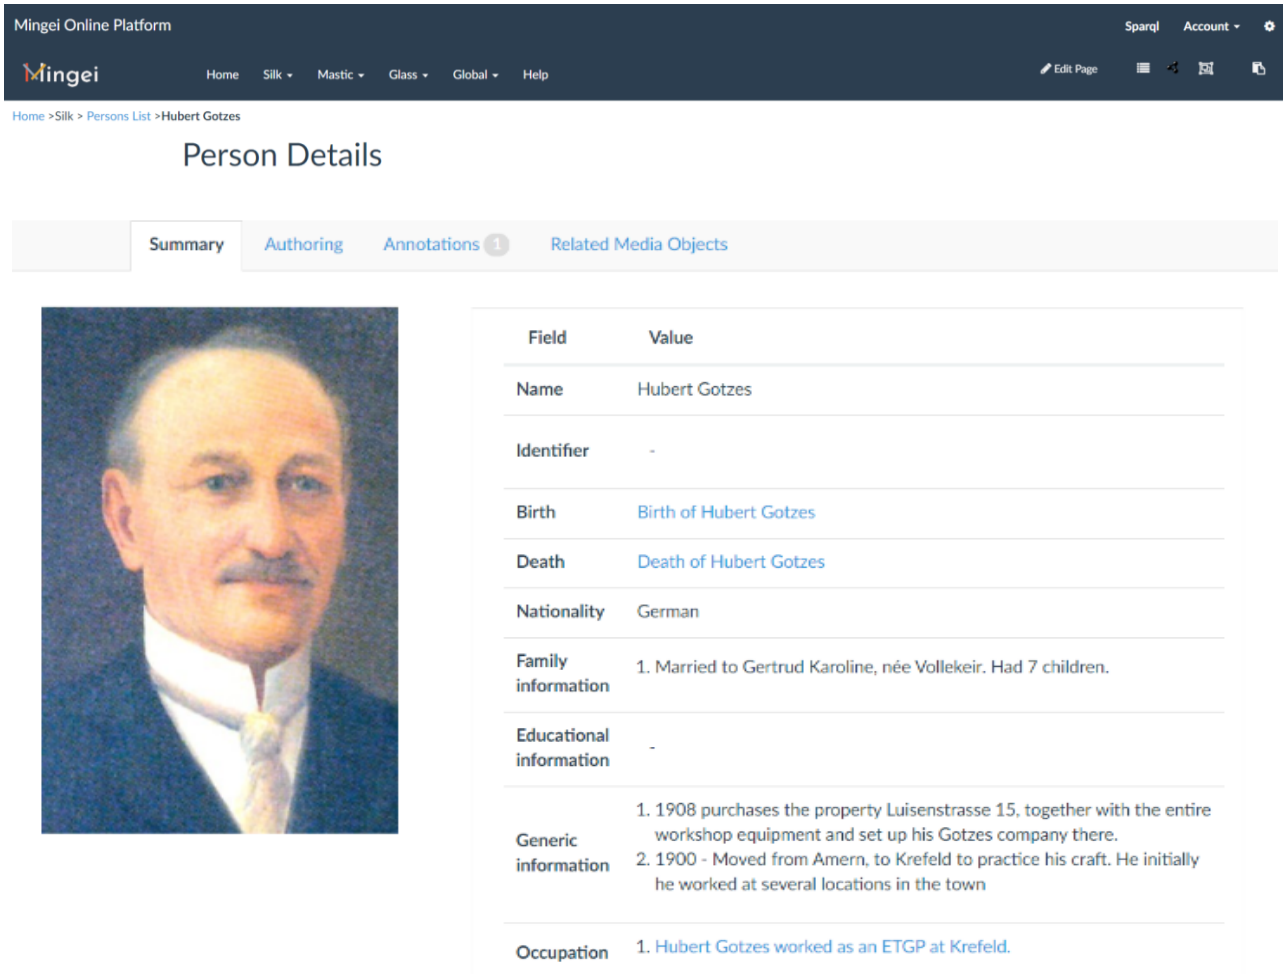 Mingei Online Platform
Sparql Account
Mingei Home Silk Mastic Glass Global Help Edit Page
Home >Silk > Persons List >Hubert Gotzes
Person Details
Summary Authoring Annotations 1 Related Media Objects
Field Value
Name Hubert Gotzes
Identifier -
Birth Birth of Hubert Gotzes
Death Death of Hubert Gotzes
Nationality German
Family
information
1. Married to Gertrud Karoline, née Vollekeir. Had 7 children.
Educational
information
-
Generic
information
1. 1908 purchases the property Luisenstrasse 15, together with the entire
workshop equipment and set up his Gotzes company there.
2. 1900 - Moved from Amern, to Krefeld to practice his craft. He initially
he worked at several locations in the town
Occupation 1. Hubert Gotzes worked as an ETGP at Krefeld.